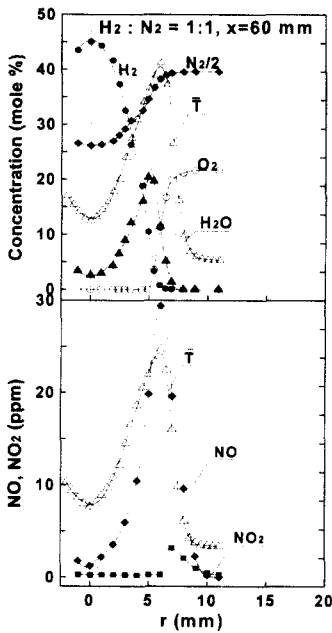 H2 : N2 = 1:1, x=60 mm
Concentration (mole %)
50
40
30
20
10
0
H2
N2/2
T̅
O2
H2O
NO, NO2 (ppm)
30
20
10
0
T̅
NO
NO2
0
5
10
15
20
r (mm)